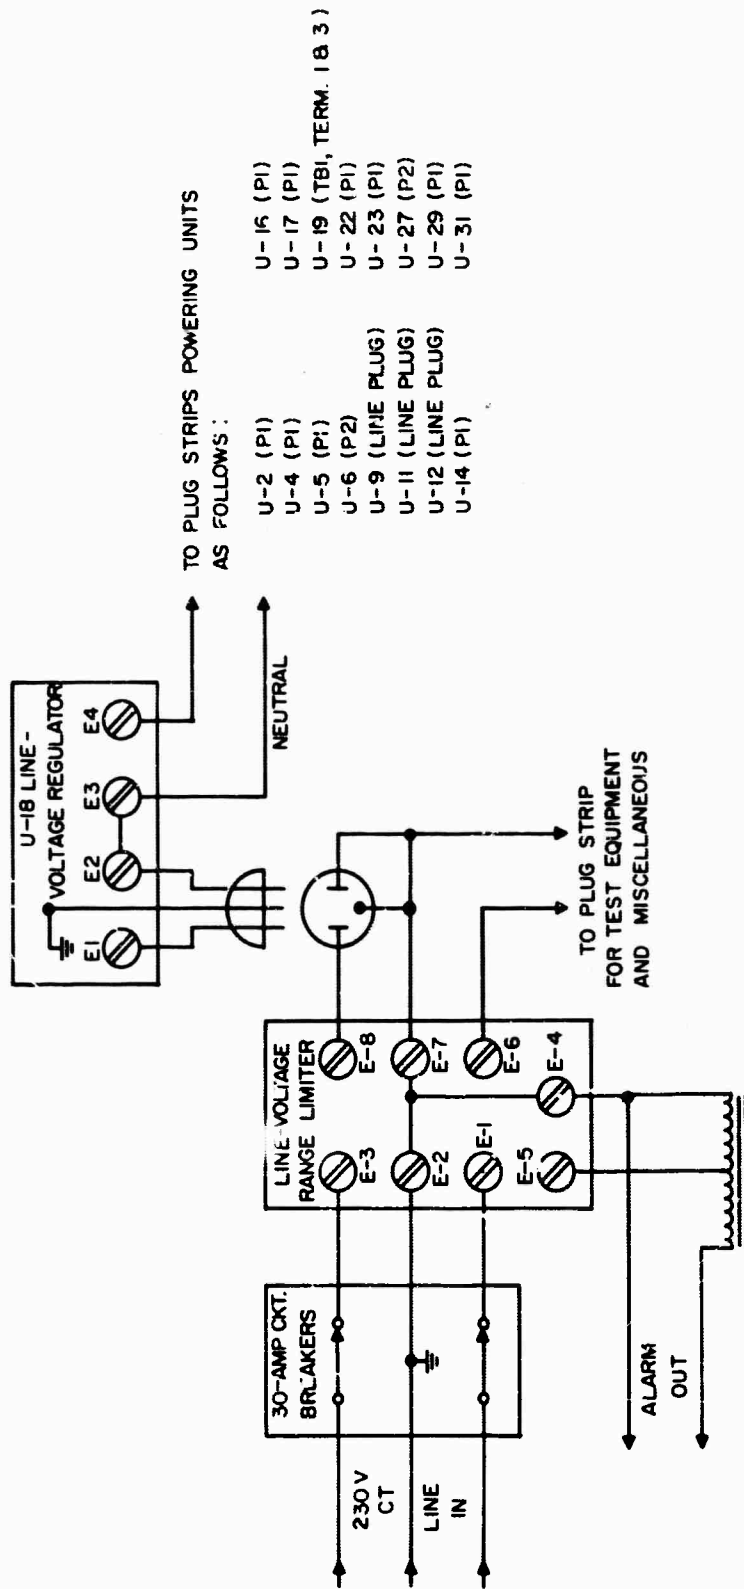 U-18 LINE-
VOLTAGE REGULATOR
E1
E2
E3
E4
TO PLUG STRIPS POWERING UNITS
AS FOLLOWS:
NEUTRAL
U-2 (P1)
U-4 (P1)
U-5 (P1)
U-6 (P2)
U-9 (LINE PLUG)
U-11 (LINE PLUG)
U-12 (LINE PLUG)
U-14 (P1)
U-16 (P1)
U-17 (P1)
U-19 (TB1, TERM. 1 & 3)
U-22 (P1)
U-23 (P1)
U-27 (P2)
U-29 (P1)
U-31 (P1)
30-AMP CKT.
BREAKERS
230V
CT
LINE
IN
LINE-VOLTAGE
RANGE LIMITER
E-3
E-8
E-2
E-7
E-1
E-6
E-5
E-4
TO PLUG STRIP
FOR TEST EQUIPMENT
AND MISCELLANEOUS
ALARM
OUT